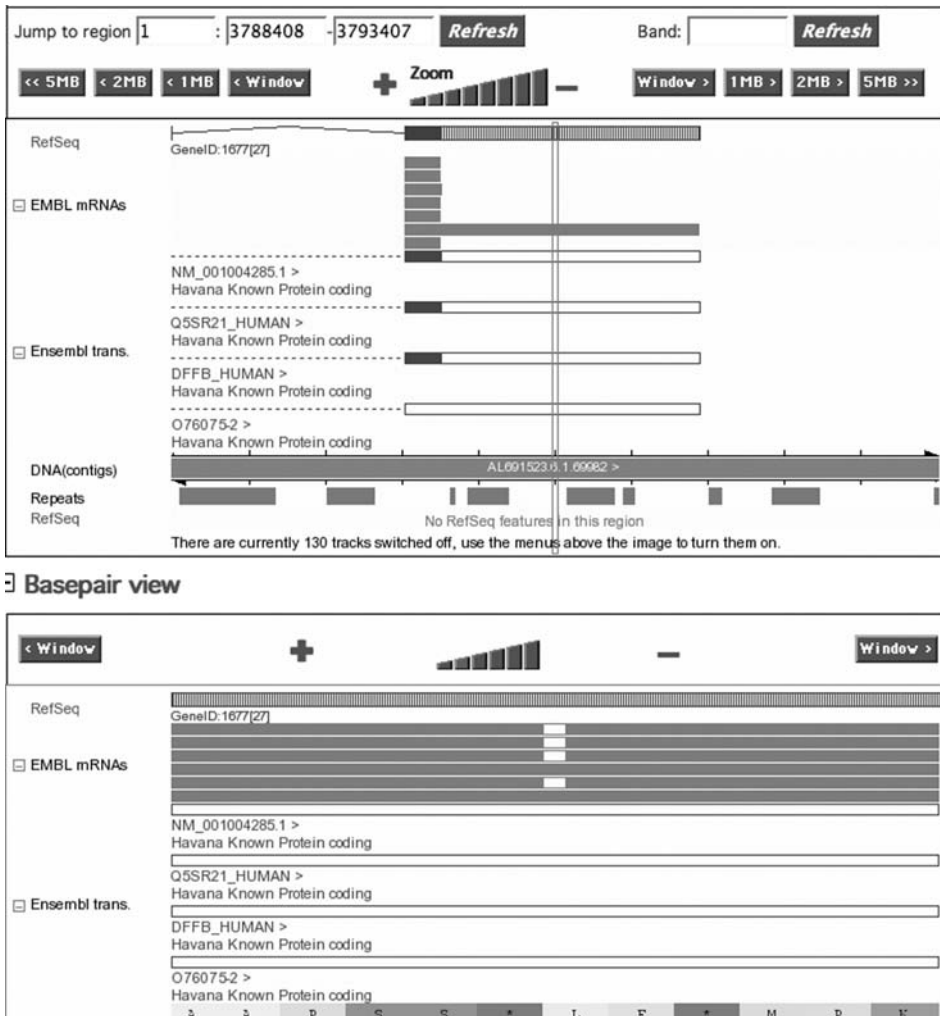 Jump to region 1 : 3788408 - 3793407 Refresh Band: Refresh
<< 5MB < 2MB < 1MB < Window Zoom Window > 1MB > 2MB > 5MB >>
RefSeq
GeneID:1677[27]
EMBL mRNAs
NM_001004285.1 >
Havana Known Protein coding
Q5SR21_HUMAN >
Havana Known Protein coding
Ensembl trans.
DFFB_HUMAN >
Havana Known Protein coding
O76075-2 >
Havana Known Protein coding
DNA(contigs) AL691523.6.1.69982 >
Repeats
RefSeq No RefSeq features in this region
There are currently 130 tracks switched off, use the menus above the image to turn them on.
Basepair view
< Window Window >
RefSeq
GeneID:1677[27]
EMBL mRNAs
NM_001004285.1 >
Havana Known Protein coding
Q5SR21_HUMAN >
Havana Known Protein coding
Ensembl trans.
DFFB_HUMAN >
Havana Known Protein coding
O76075-2 >
Havana Known Protein coding